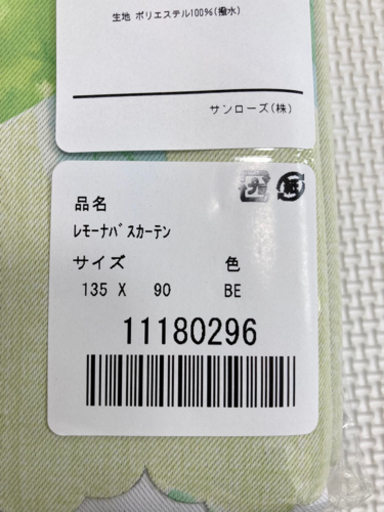 生地 ポリエステル100%(撥水)
サンローズ(株)
品名
ﾚﾓｰﾅﾊﾞｽカーテン
サイズ 色
135 X 90 BE
11180296